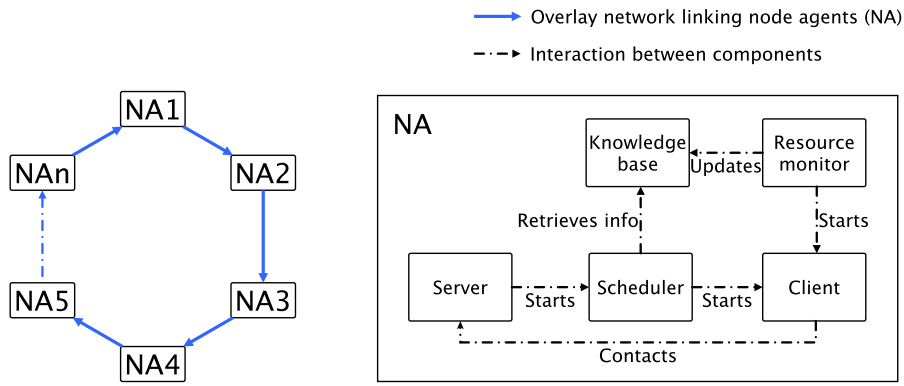 Overlay network linking node agents (NA)
Interaction between components
NA1
NAn
NA2
NA5
NA3
NA4
NA
Knowledge
base
Resource
monitor
Updates
Retrieves info
Starts
Server
Scheduler
Client
Starts
Starts
Contacts